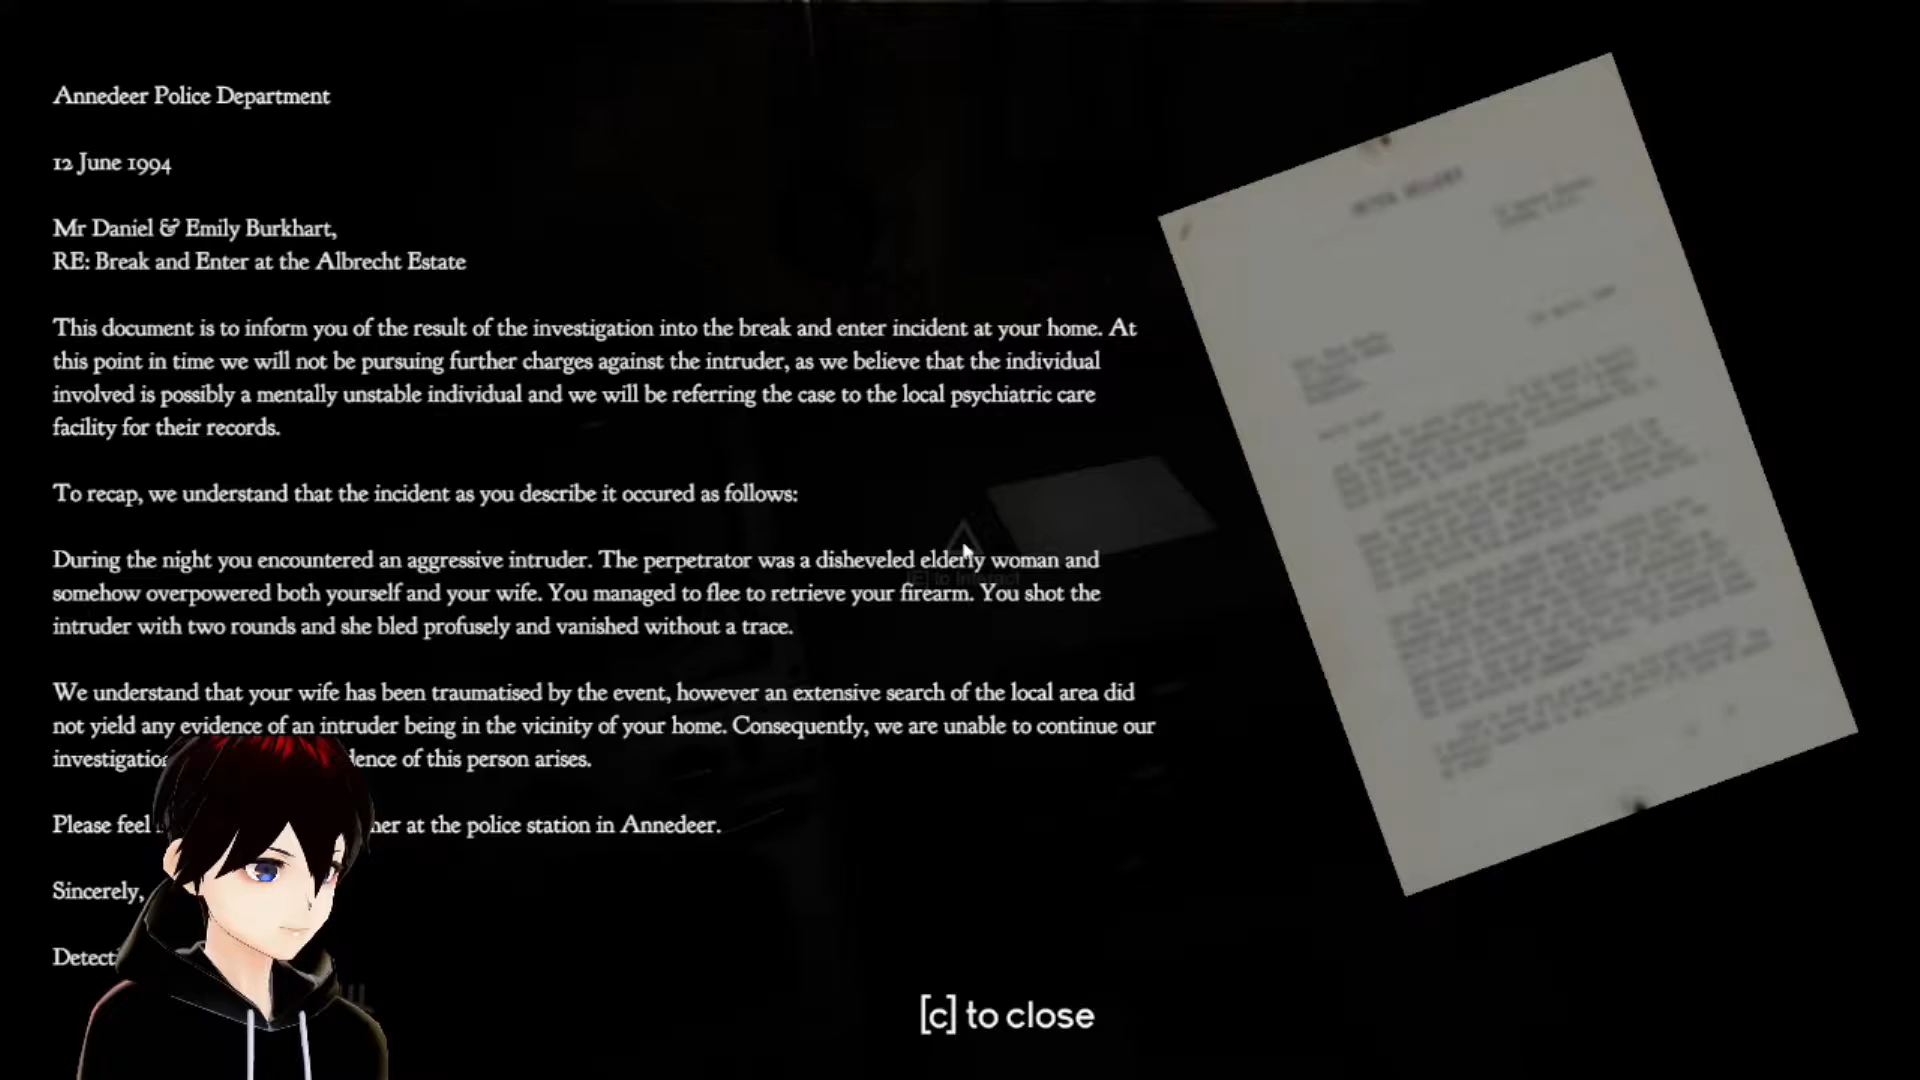 Annedeer Police Department
12 June 1994
Mr Daniel & Emily Burkhart,
RE: Break and Enter at the Albrecht Estate
This document is to inform you of the result of the investigation into the break and enter incident at your home. At
this point in time we will not be pursuing further charges against the intruder, as we believe that the individual
involved is possibly a mentally unstable individual and we will be referring the case to the local psychiatric care
facility for their records.
To recap, we understand that the incident as you describe it occured as follows:
During the night you encountered an aggressive intruder. The perpetrator was a disheveled elderly woman and
somehow overpowered both yourself and your wife. You managed to flee to retrieve your firearm. You shot the
intruder with two rounds and she bled profusely and vanished without a trace.
We understand that your wife has been traumatised by the event, however an extensive search of the local area did
not yield any evidence of an intruder being in the vicinity of your home. Consequently, we are unable to continue our
of this person arises.
Please feel at the police station in Annedeer.
Sincerely,
[E] to Interact
[c] to close